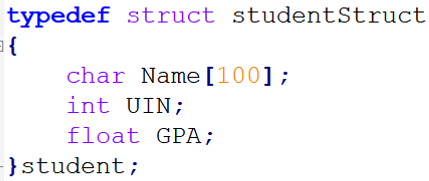 typedef struct studentStruct
{
    char Name[100];
    int UIN;
    float GPA;
}student;